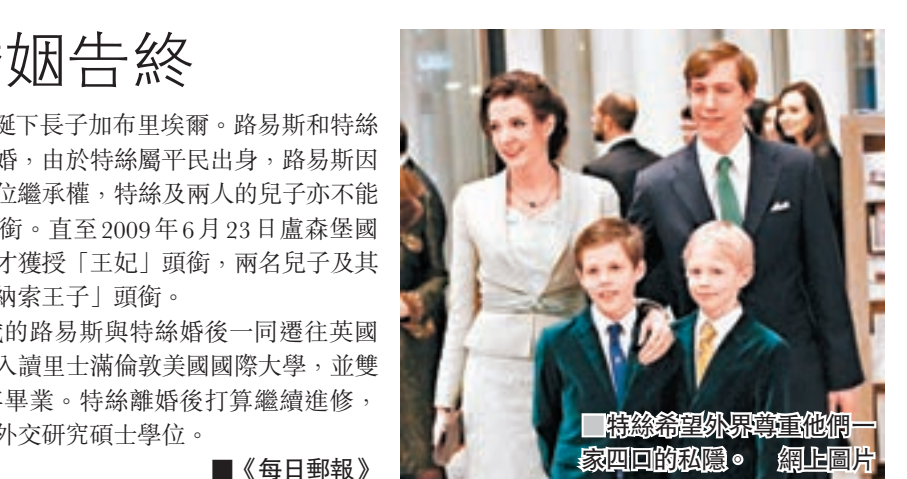 姻告終
誕下長子加布里埃爾。路易斯和特絲
婚，由於特絲屬平民出身，路易斯因
位繼承權，特絲及兩人的兒子亦不能
銜。直至2009年6月23日盧森堡國
才獲授「王妃」頭銜，兩名兒子及其
納索王子」頭銜。
的路易斯與特絲婚後一同遷往英國
入讀里士滿倫敦美國國際大學，並雙
畢業。特絲離婚後打算繼續進修，
外交研究碩士學位。
■《每日郵報》
■特絲希望外界尊重他們一
家四口的私隱。 網上圖片